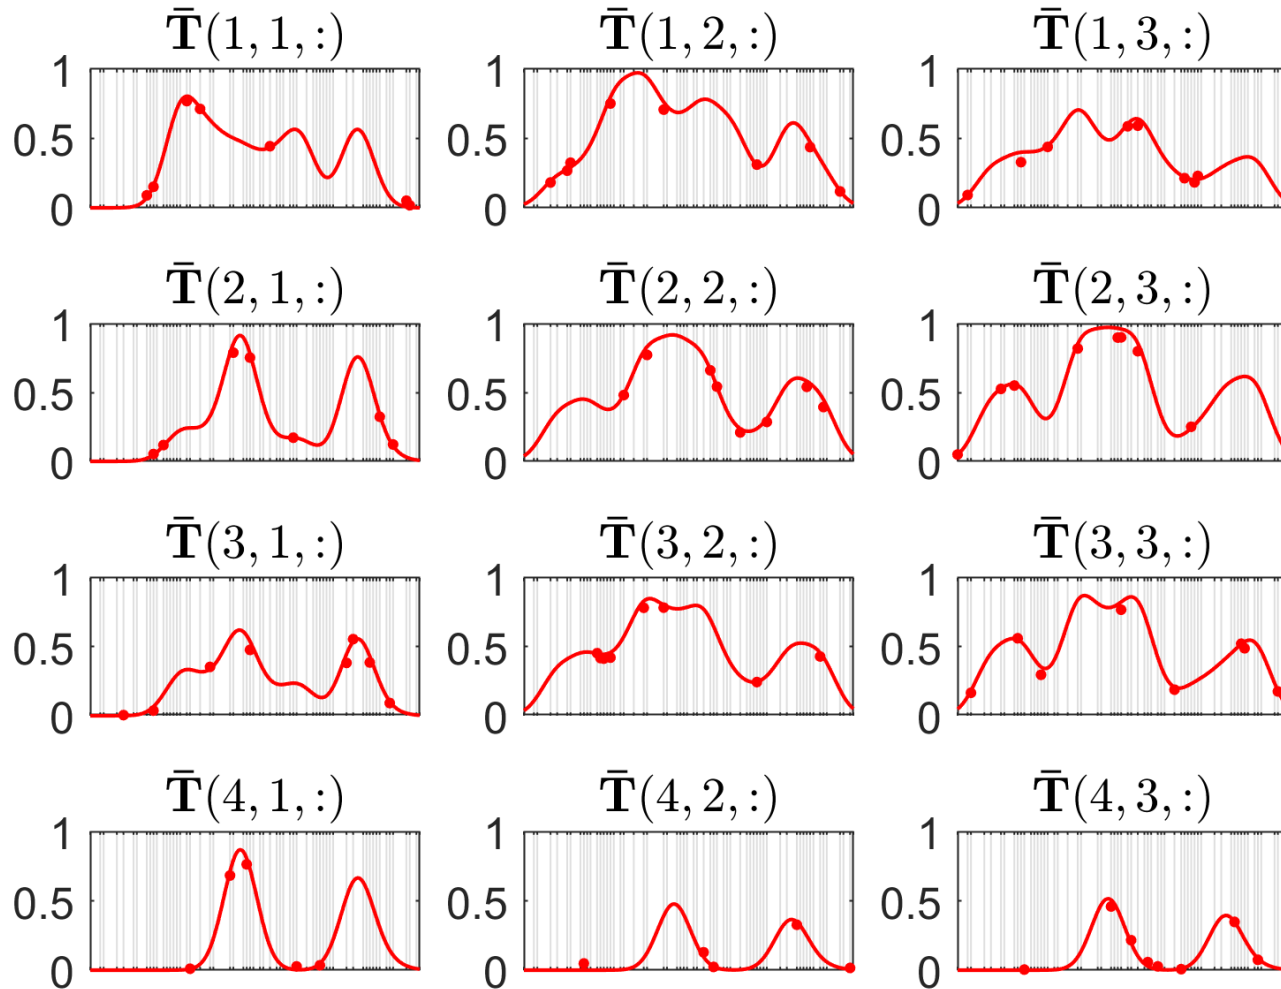 T̄(1, 1, :) T̄(1, 2, :) T̄(1, 3, :)
1 1 1
0.5 0.5 0.5
0 0 0
T̄(2, 1, :) T̄(2, 2, :) T̄(2, 3, :)
1 1 1
0.5 0.5 0.5
0 0 0
T̄(3, 1, :) T̄(3, 2, :) T̄(3, 3, :)
1 1 1
0.5 0.5 0.5
0 0 0
T̄(4, 1, :) T̄(4, 2, :) T̄(4, 3, :)
1 1 1
0.5 0.5 0.5
0 0 0